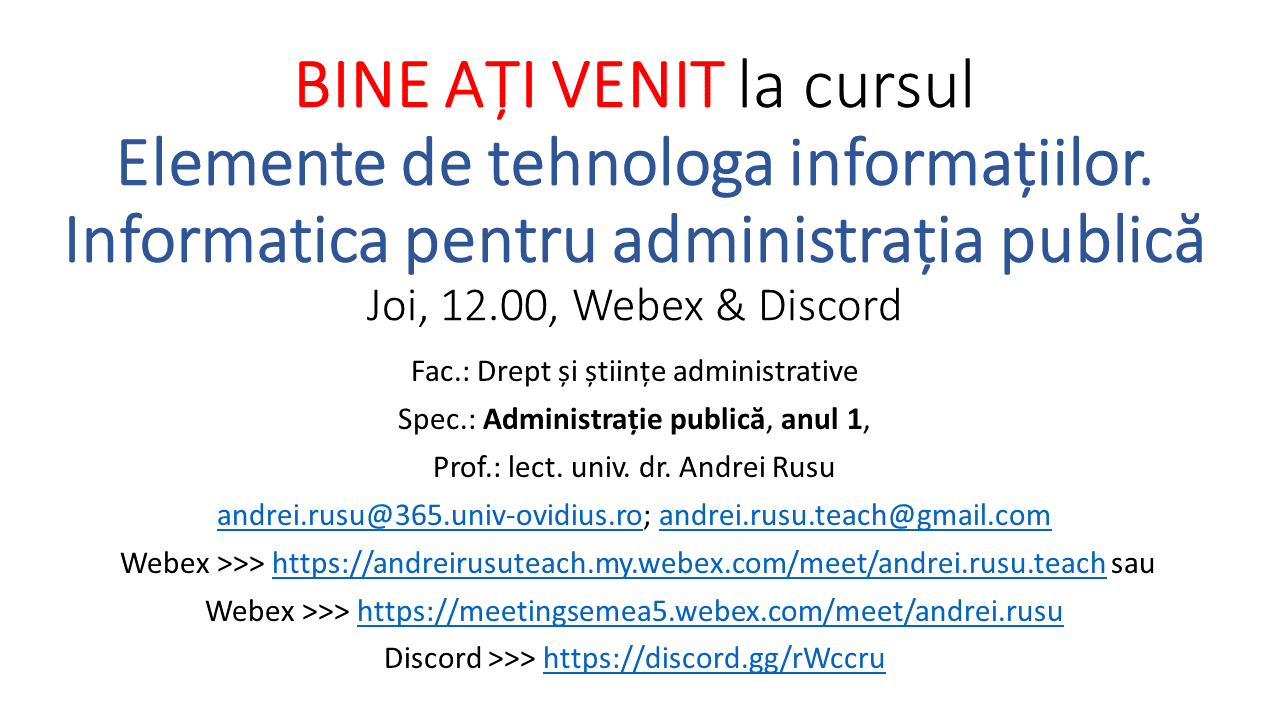 BINE AȚI VENIT la cursul
Elemente de tehnologa informațiilor.
Informatica pentru administrația publică
Joi, 12.00, Webex & Discord
Fac.: Drept și științe administrative
Spec.: Administrație publică, anul 1,
Prof.: lect. univ. dr. Andrei Rusu
andrei.rusu@365.univ-ovidius.ro; andrei.rusu.teach@gmail.com
Webex >>> https://andreirusuteach.my.webex.com/meet/andrei.rusu.teach sau
Webex >>> https://meetingsemea5.webex.com/meet/andrei.rusu
Discord >>> https://discord.gg/rWccru